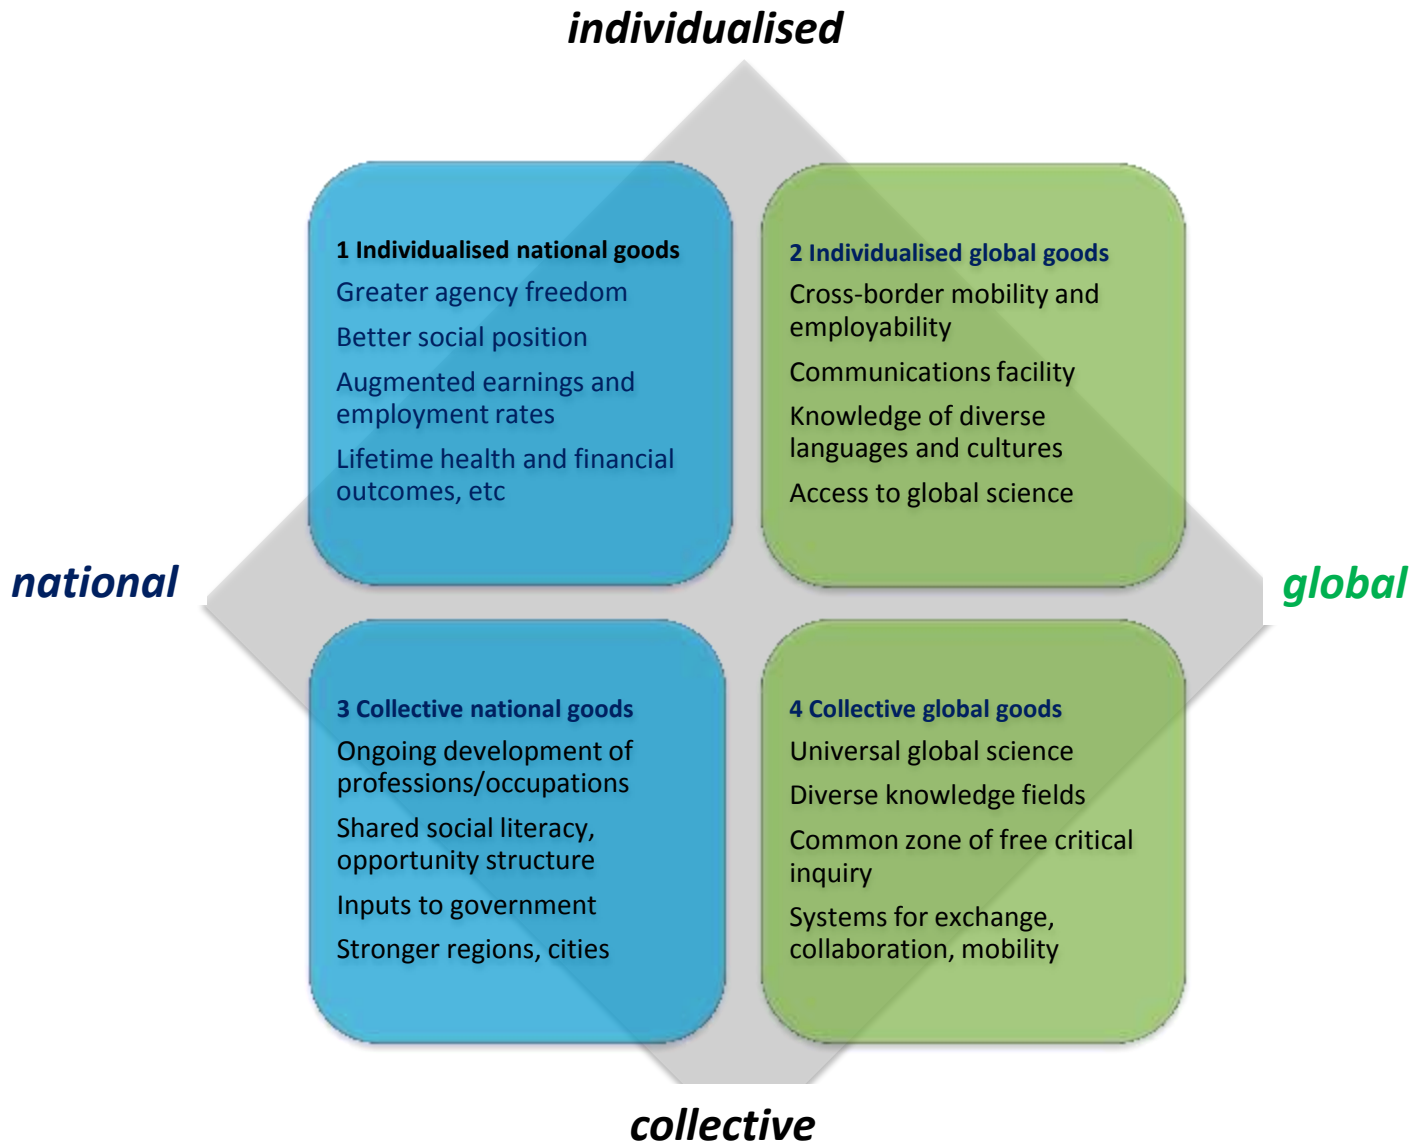 individualised
1 Individualised national goods
Greater agency freedom
Better social position
Augmented earnings and
employment rates
Lifetime health and financial
outcomes, etc
2 Individualised global goods
Cross-border mobility and
employability
Communications facility
Knowledge of diverse
languages and cultures
Access to global science
national
global
3 Collective national goods
Ongoing development of
professions/occupations
Shared social literacy,
opportunity structure
Inputs to government
Stronger regions, cities
4 Collective global goods
Universal global science
Diverse knowledge fields
Common zone of free critical
inquiry
Systems for exchange,
collaboration, mobility
collective